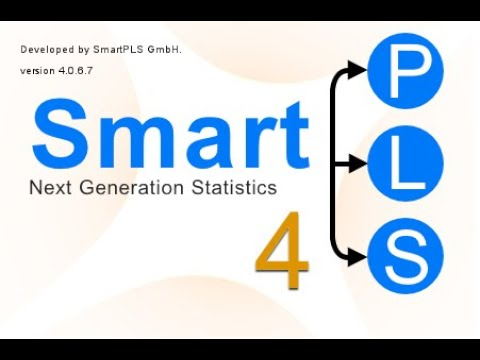 Developed by SmartPLS GmbH.
version 4.0.6.7
Smart
Next Generation Statistics
4
P
L
S